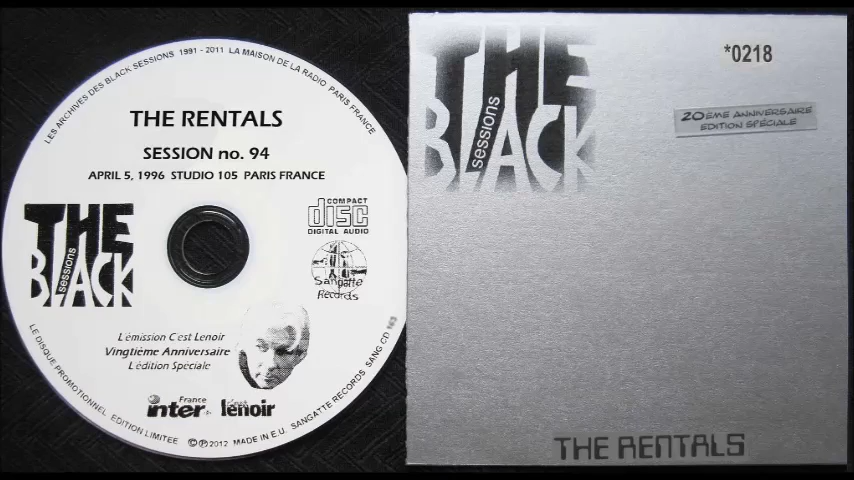 LES ARCHIVES DES BLACK SESSIONS 1991 - 2011 LA MAISON DE LA RADIO PARIS FRANCE
THE RENTALS
SESSION no. 94
APRIL 5, 1996 STUDIO 105 PARIS FRANCE
COMPACT
disc
DIGITAL AUDIO
THE
BLACK
sessions
Sangatte
Records
L'émission C'est Lenoir
Vingtième Anniversaire
L'édition Spéciale
France
inter
lenoir
LE DISQUE PROMOTIONNEL EDITION LIMITEE ©℗ 2012 MADE IN E.U. SANGATTE RECORDS SANG CD 163
THE
BLACK
sessions
*0218
20ÈME ANNIVERSAIRE
EDITION SPÉCIALE
THE RENTALS